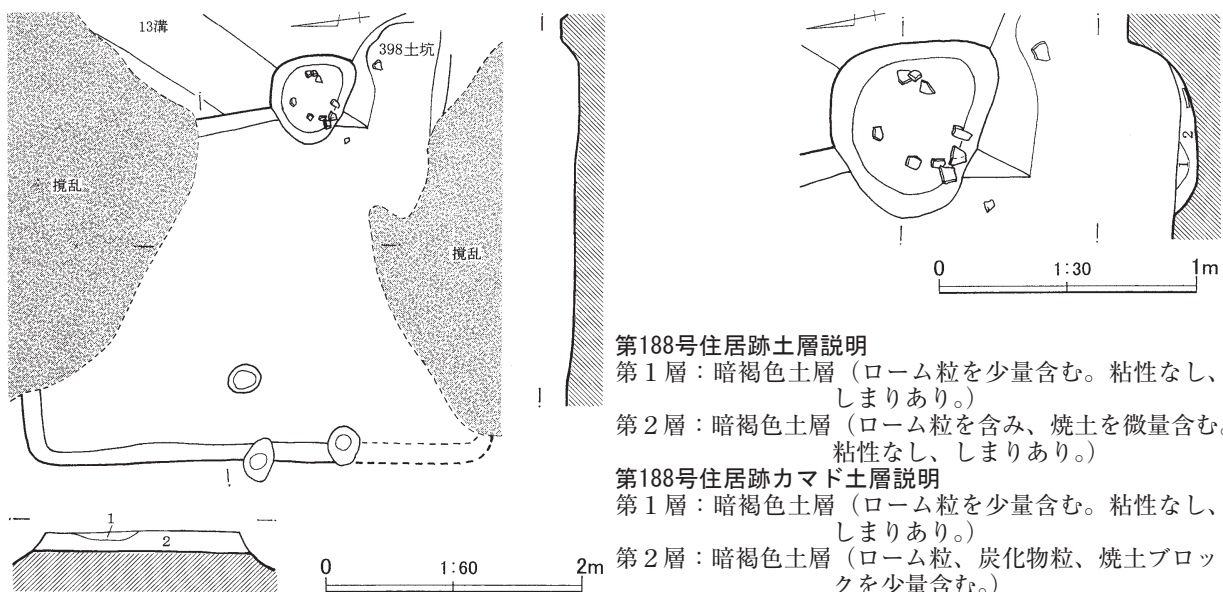 13溝
398土坑
撹乱
撹乱
1
2
0 1:60 2m
2
1
0 1:30 1m
第188号住居跡土層説明
第1層：暗褐色土層（ローム粒を少量含む。粘性なし、
しまりあり。）
第2層：暗褐色土層（ローム粒を含み、焼土を微量含む。
粘性なし、しまりあり。）
第188号住居跡カマド土層説明
第1層：暗褐色土層（ローム粒を少量含む。粘性なし、
しまりあり。）
第2層：暗褐色土層（ローム粒、炭化物粒、焼土ブロッ
クを少量含む。）